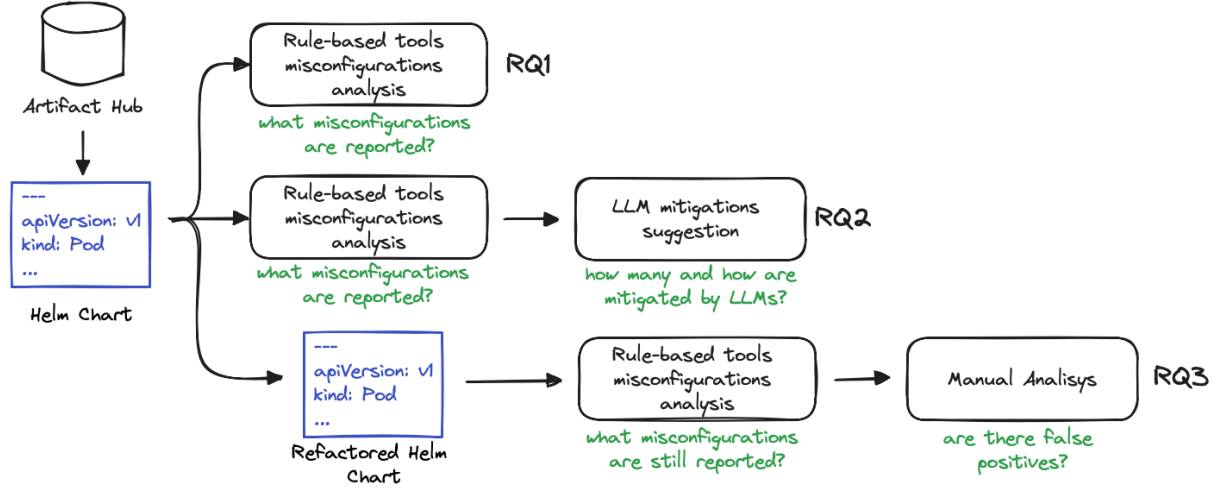 Artifact Hub
---
apiVersion: v1
kind: Pod
...
Helm Chart
Rule-based tools
misconfigurations
analysis
RQ1
what misconfigurations
are reported?
Rule-based tools
misconfigurations
analysis
what misconfigurations
are reported?
LLM mitigations
suggestion
RQ2
how many and how are
mitigated by LLMs?
---
apiVersion: v1
kind: Pod
...
Refactored Helm
Chart
Rule-based tools
misconfigurations
analysis
what misconfigurations
are still reported?
Manual Analisys
RQ3
are there false
positives?